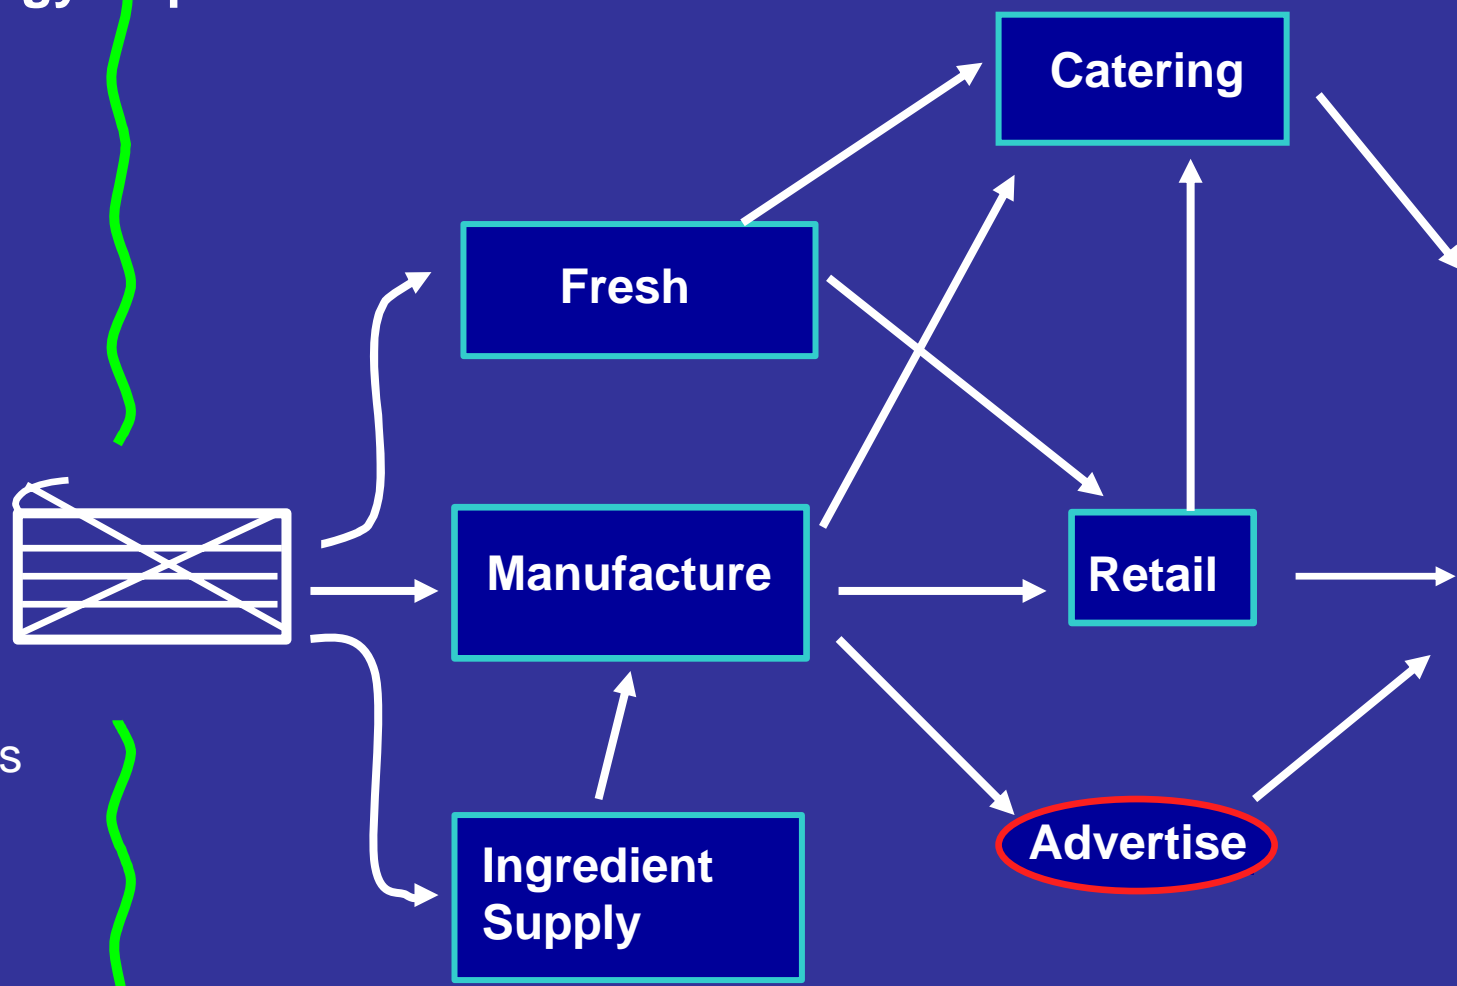 Catering
Fresh
Manufacture
Retail
Advertise
Ingredient
Supply